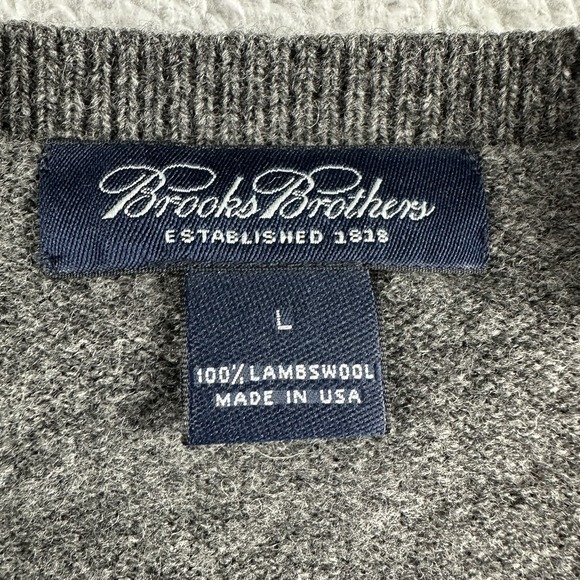 Brooks Brothers
ESTABLISHED 1818
L
100% LAMBSWOOL
MADE IN USA